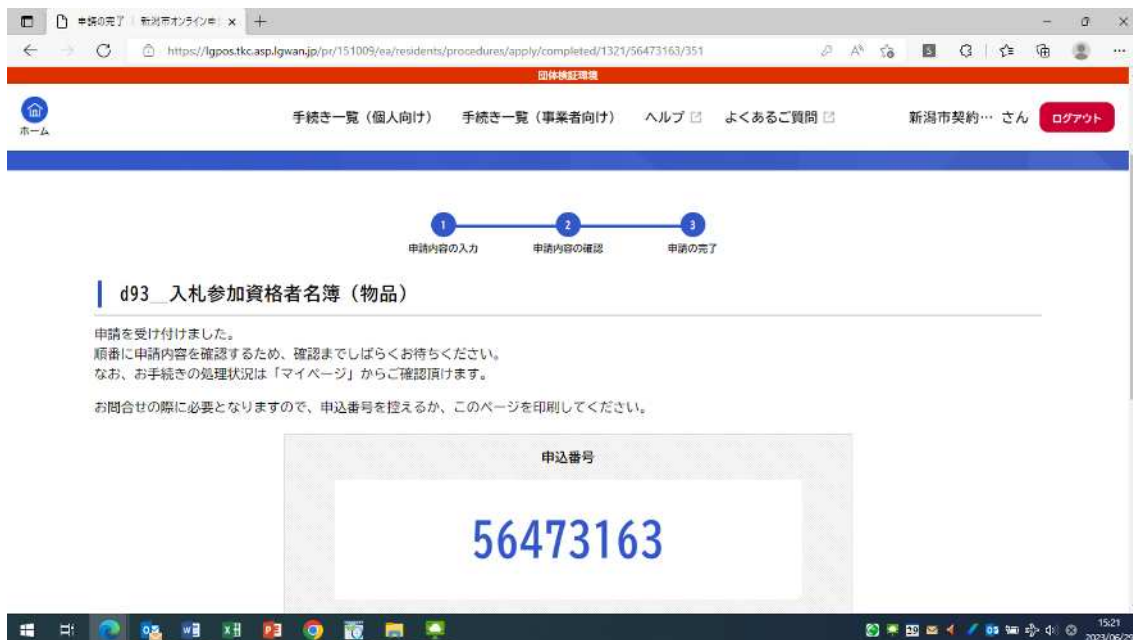 申請の完了 | 新潟市オンライン申
https://lgpos.tkc.asp.lgwan.jp/pr/151009/ea/residents/procedures/apply/completed/1321/56473163/351
団体検証環境
ホーム
手続き一覧（個人向け） 手続き一覧（事業者向け） ヘルプ よくあるご質問 新潟市契約… さん ログアウト
1 2 3
申請内容の入力 申請内容の確認 申請の完了
d93__入札参加資格者名簿（物品）
申請を受け付けました。
順番に申請内容を確認するため、確認までしばらくお待ちください。
なお、お手続きの処理状況は「マイページ」からご確認頂けます。
お問合せの際に必要となりますので、申込番号を控えるか、このページを印刷してください。
申込番号
56473163
15:21